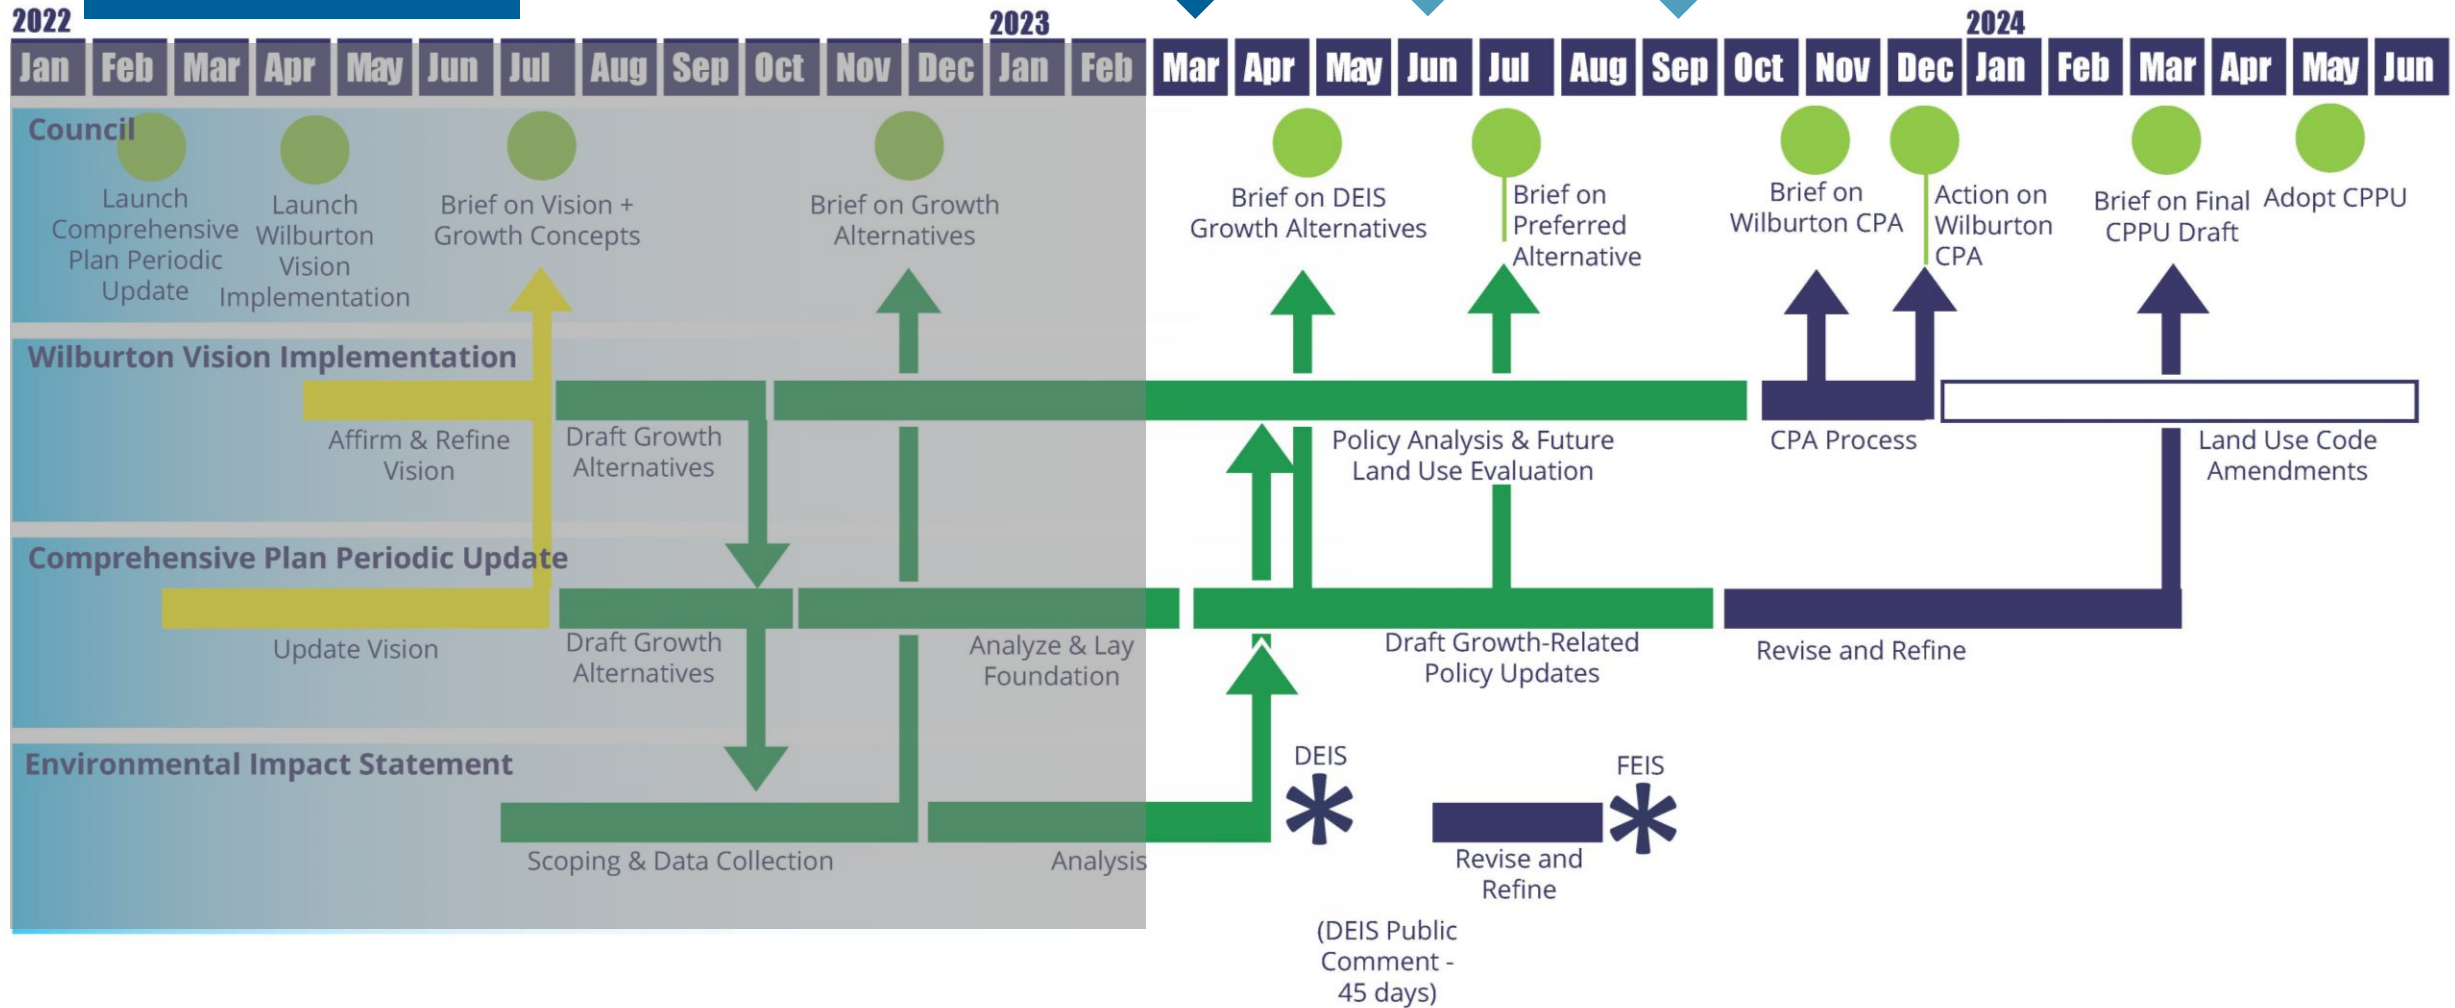 2022
2023
2024
Jan Feb Mar Apr May Jun Jul Aug Sep Oct Nov Dec Jan Feb Mar Apr May Jun Jul Aug Sep Oct Nov Dec Jan Feb Mar Apr May Jun
Council
Launch
Comprehensive
Plan Periodic
Update
Launch
Wilburton
Vision
Implementation
Brief on Vision +
Growth Concepts
Brief on Growth
Alternatives
Brief on DEIS
Growth Alternatives
Brief on
Preferred
Alternative
Brief on
Wilburton CPA
Action on
Wilburton
CPA
Brief on Final
CPPU Draft
Adopt CPPU
Wilburton Vision Implementation
Affirm & Refine
Vision
Draft Growth
Alternatives
Policy Analysis & Future
Land Use Evaluation
CPA Process
Land Use Code
Amendments
Comprehensive Plan Periodic Update
Update Vision
Draft Growth
Alternatives
Analyze & Lay
Foundation
Draft Growth-Related
Policy Updates
Revise and Refine
Environmental Impact Statement
Scoping & Data Collection
Analysis
DEIS
Revise and
Refine
FEIS
(DEIS Public
Comment -
45 days)